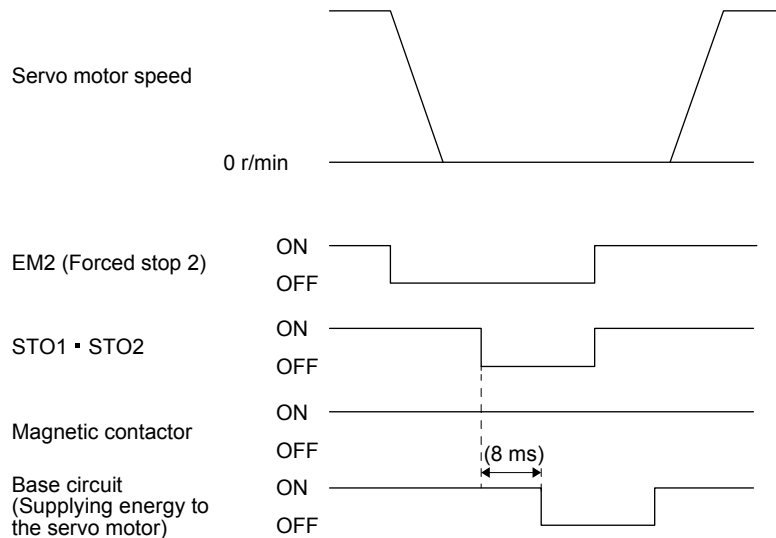 Servo motor speed
0 r/min
EM2 (Forced stop 2)
ON
OFF
STO1 ▪ STO2
ON
OFF
Magnetic contactor
ON
OFF
(8 ms)
Base circuit
(Supplying energy to
the servo motor)
ON
OFF